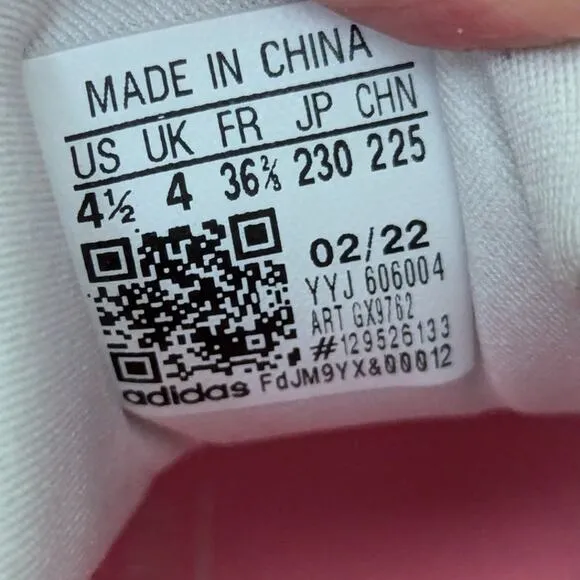 MADE IN CHINA
US UK FR JP CHN
4½ 4 36⅔ 230 225
02/22
YYJ 606004
ART GX9762
#129526133
adidas FdJM9YX&00012